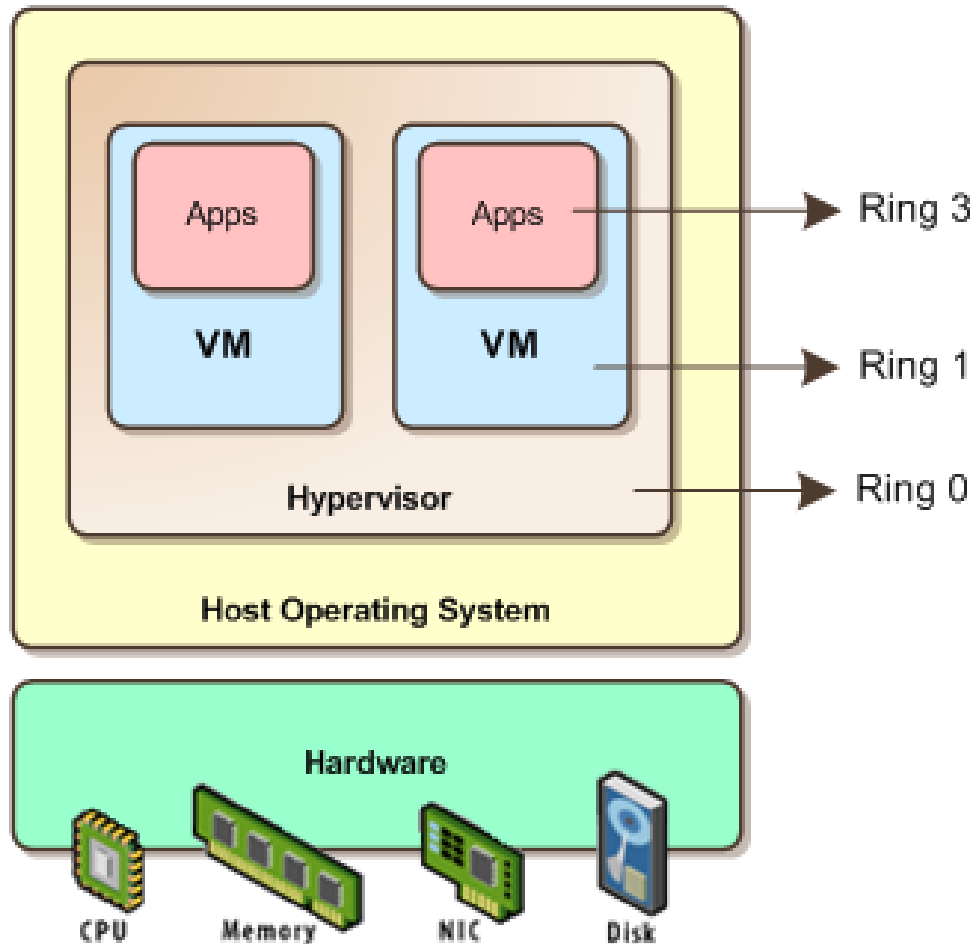 Apps
Apps
Ring 3
VM
VM
Ring 1
Hypervisor
Ring 0
Host Operating System
Hardware
CPU
Memory
NIC
Disk